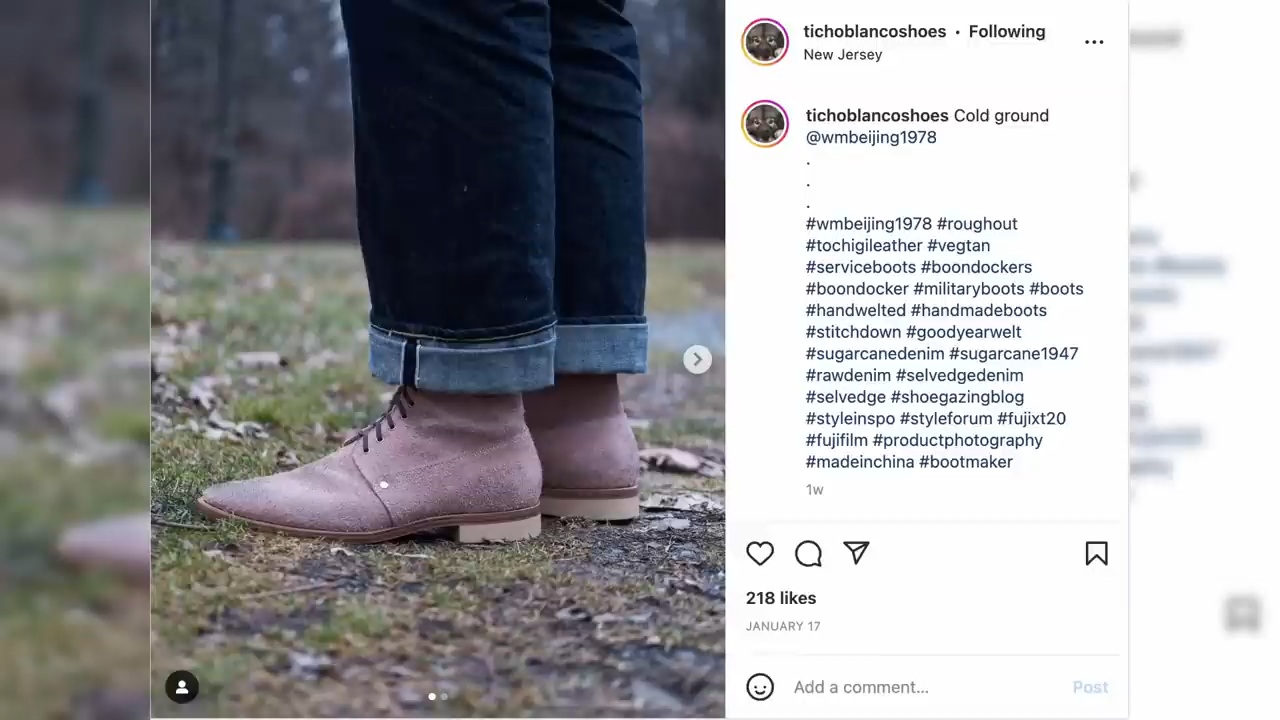 tichoblancoshoes • Following
New Jersey
tichoblancoshoes Cold ground
@wmbeijing1978
.
.
.
#wmbeijing1978 #roughout
#tochigileather #vegtan
#serviceboots #boondockers
#boondocker #militaryboots #boots
#handwelted #handmadeboots
#stitchdown #goodyearwelt
#sugarcanedenim #sugarcane1947
#rawdenim #selvedgedenim
#selvedge #shoegazingblog
#styleinspo #styleforum #fujixt20
#fujifilm #productphotography
#madeinchina #bootmaker
1w
218 likes
JANUARY 17
Add a comment... Post